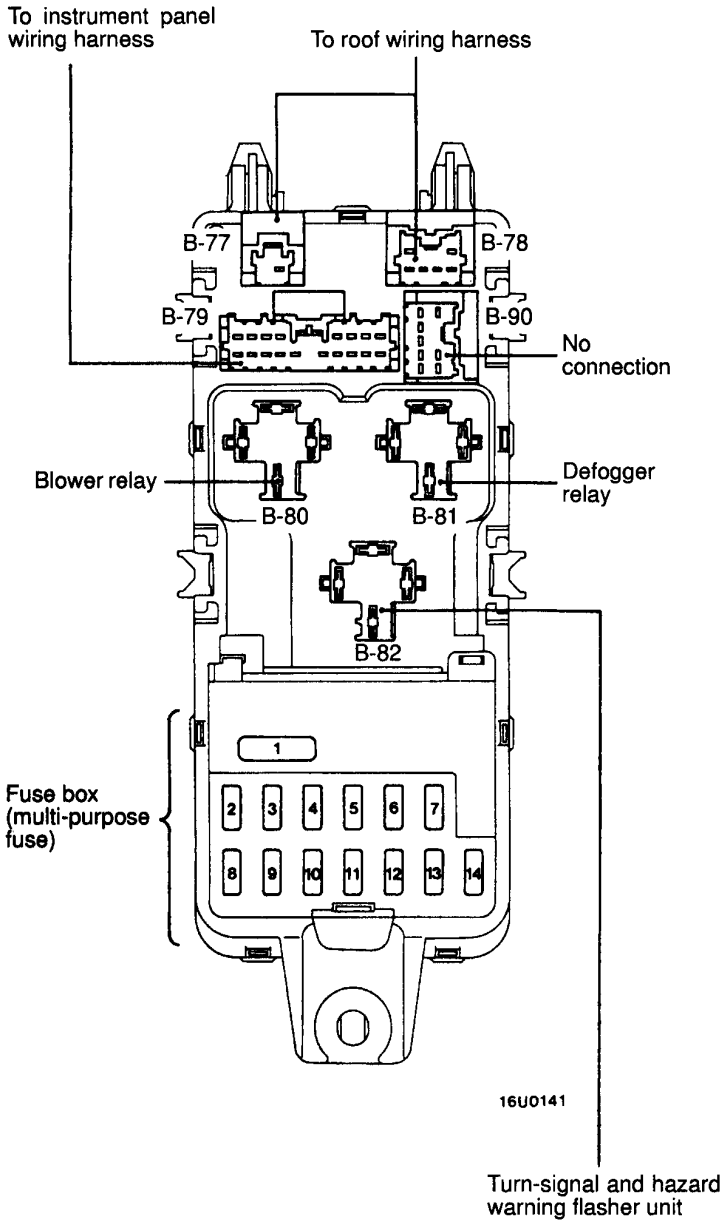 To instrument panel
wiring harness
To roof wiring harness
B-77
B-78
B-79
B-90
No
connection
Blower relay
Defogger
relay
B-80
B-81
B-82
1
Fuse box
(multi-purpose
fuse)
2 3 4 5 6 7
8 9 10 11 12 13 14
16U0141
Turn-signal and hazard
warning flasher unit